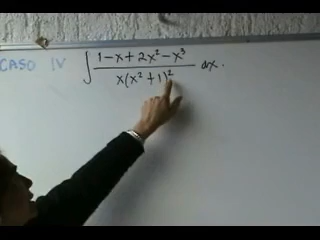 CASO IV ∫ (1-x+2x²-x³)/(x(x²+1)²) dx.